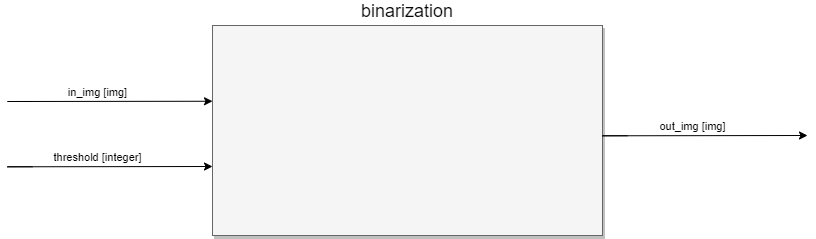 binarization
in_img [img]
out_img [img]
threshold [integer]